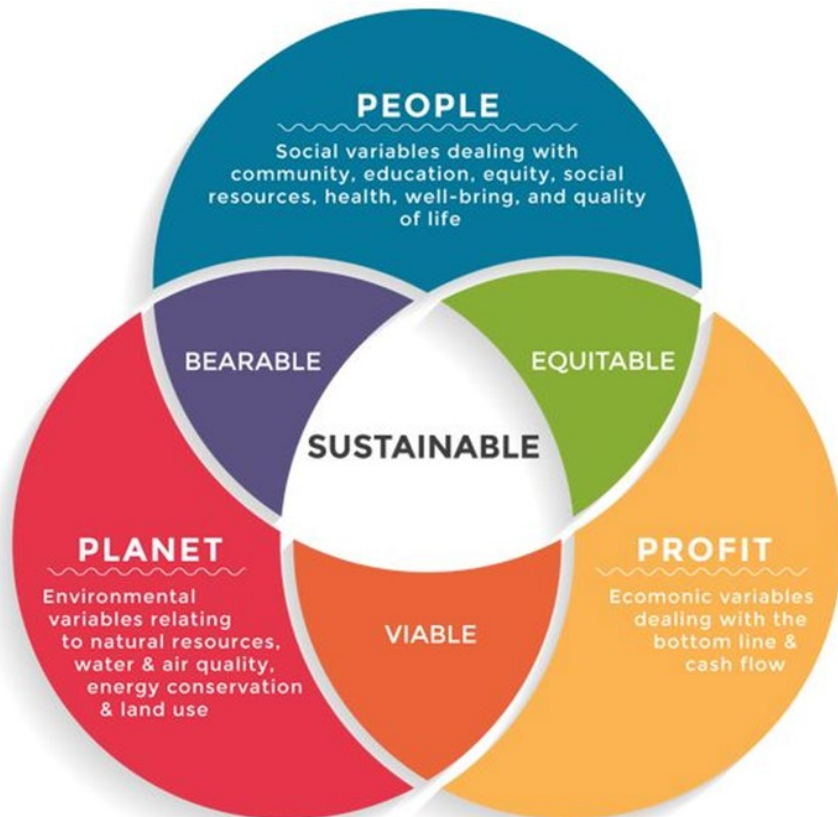 PEOPLE
Social variables dealing with
community, education, equity, social
resources, health, well-bring, and quality
of life
BEARABLE
EQUITABLE
SUSTAINABLE
PLANET
Environmental
variables relating
to natural resources,
water & air quality,
energy conservation
& land use
VIABLE
PROFIT
Ecomonic variables
dealing with the
bottom line &
cash flow